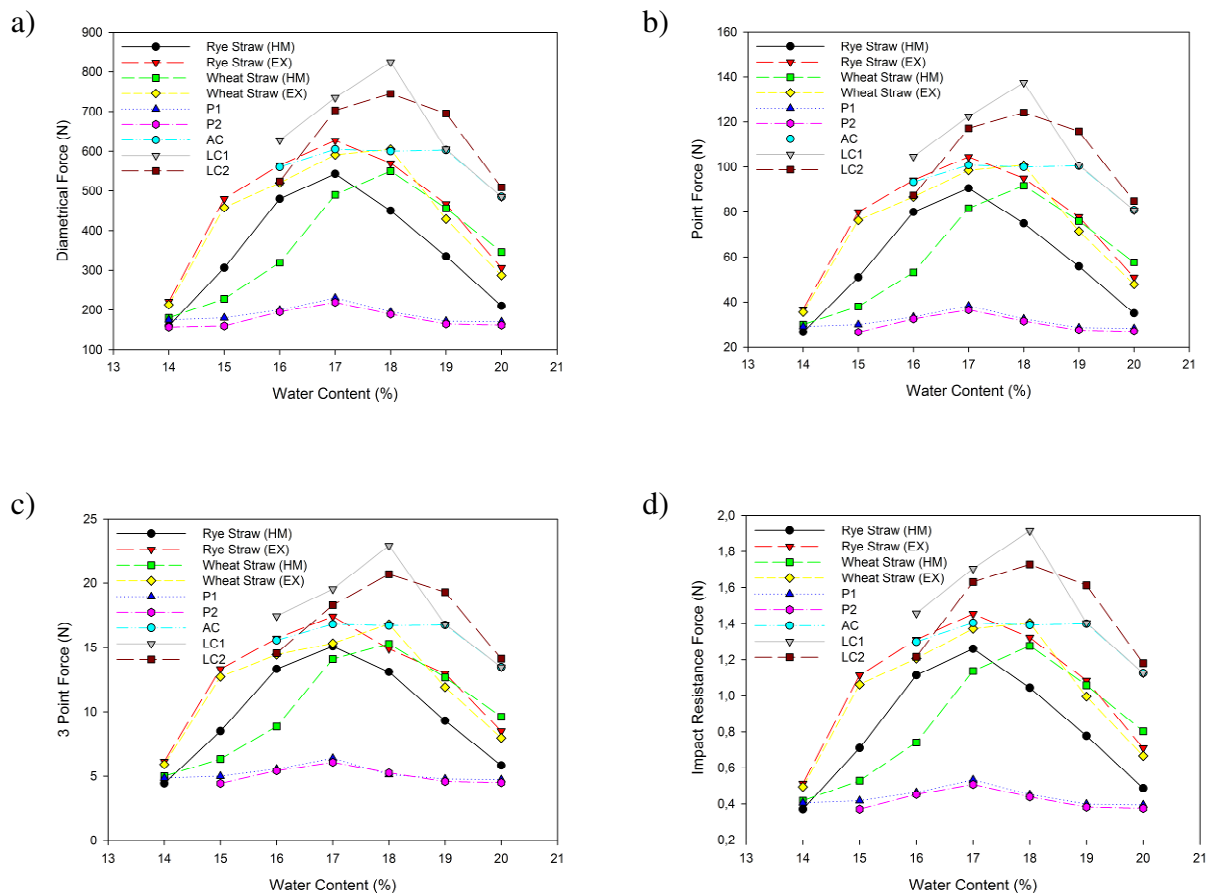 a)
900
800
700
600
500
400
300
200
100
Diametrical Force (N)
Rye Straw (HM)
Rye Straw (EX)
Wheat Straw (HM)
Wheat Straw (EX)
P1
P2
AC
LC1
LC2
13 14 15 16 17 18 19 20 21
Water Content (%)
b)
160
140
120
100
80
60
40
20
Point Force (N)
Rye Straw (HM)
Rye Straw (EX)
Wheat Straw (HM)
Wheat Straw (EX)
P1
P2
AC
LC1
LC2
13 14 15 16 17 18 19 20 21
Water Content (%)
c)
25
20
15
10
5
0
3 Point Force (N)
Rye Straw (HM)
Rye Straw (EX)
Wheat Straw (HM)
Wheat Straw (EX)
P1
P2
AC
LC1
LC2
13 14 15 16 17 18 19 20 21
Water Content (%)
d)
2,0
1,8
1,6
1,4
1,2
1,0
0,8
0,6
0,4
0,2
Impact Resistance Force (N)
Rye Straw (HM)
Rye Straw (EX)
Wheat Straw (HM)
Wheat Straw (EX)
P1
P2
AC
LC1
LC2
13 14 15 16 17 18 19 20 21
Water Content (%)